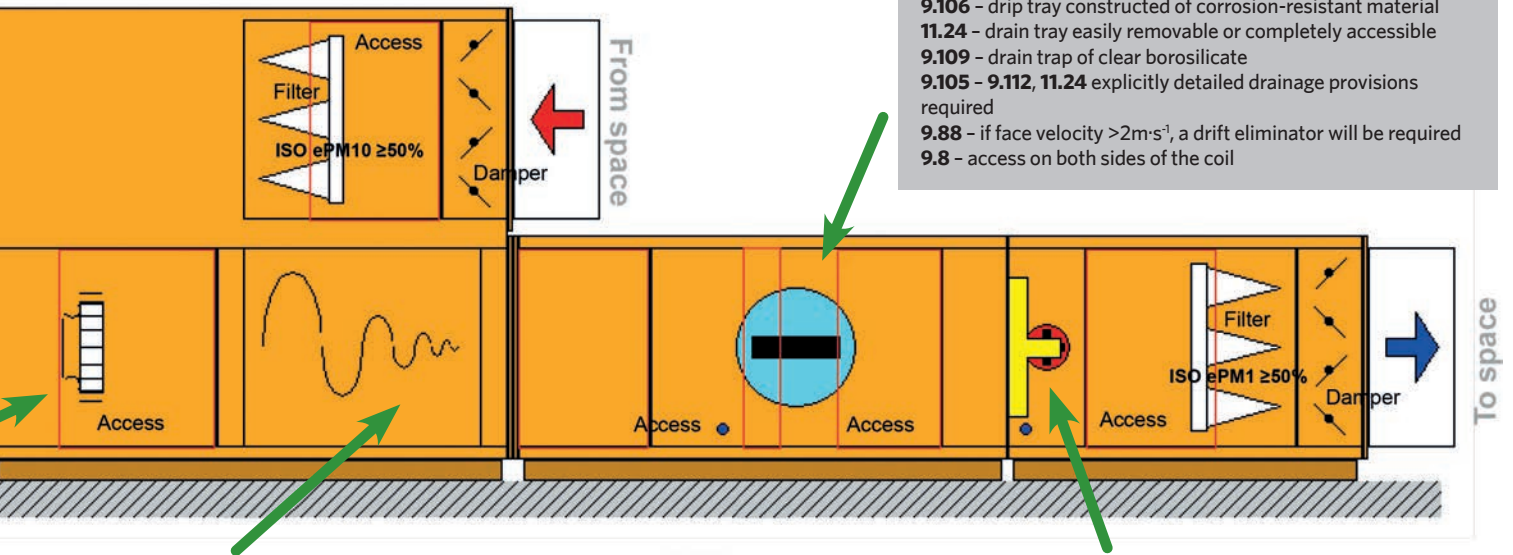 9.106 – drip tray constructed of corrosion-resistant material
11.24 – drain tray easily removable or completely accessible
9.109 – drain trap of clear borosilicate
9.105 – 9.112, 11.24 explicitly detailed drainage provisions
required
9.88 – if face velocity >2m·s⁻¹, a drift eliminator will be required
9.8 – access on both sides of the coil
Access
Filter
ISO ePM10 ≥50%
Damper
From space
Access
Access
Access
Access
Filter
ISO ePM1 ≥50%
Damper
To space